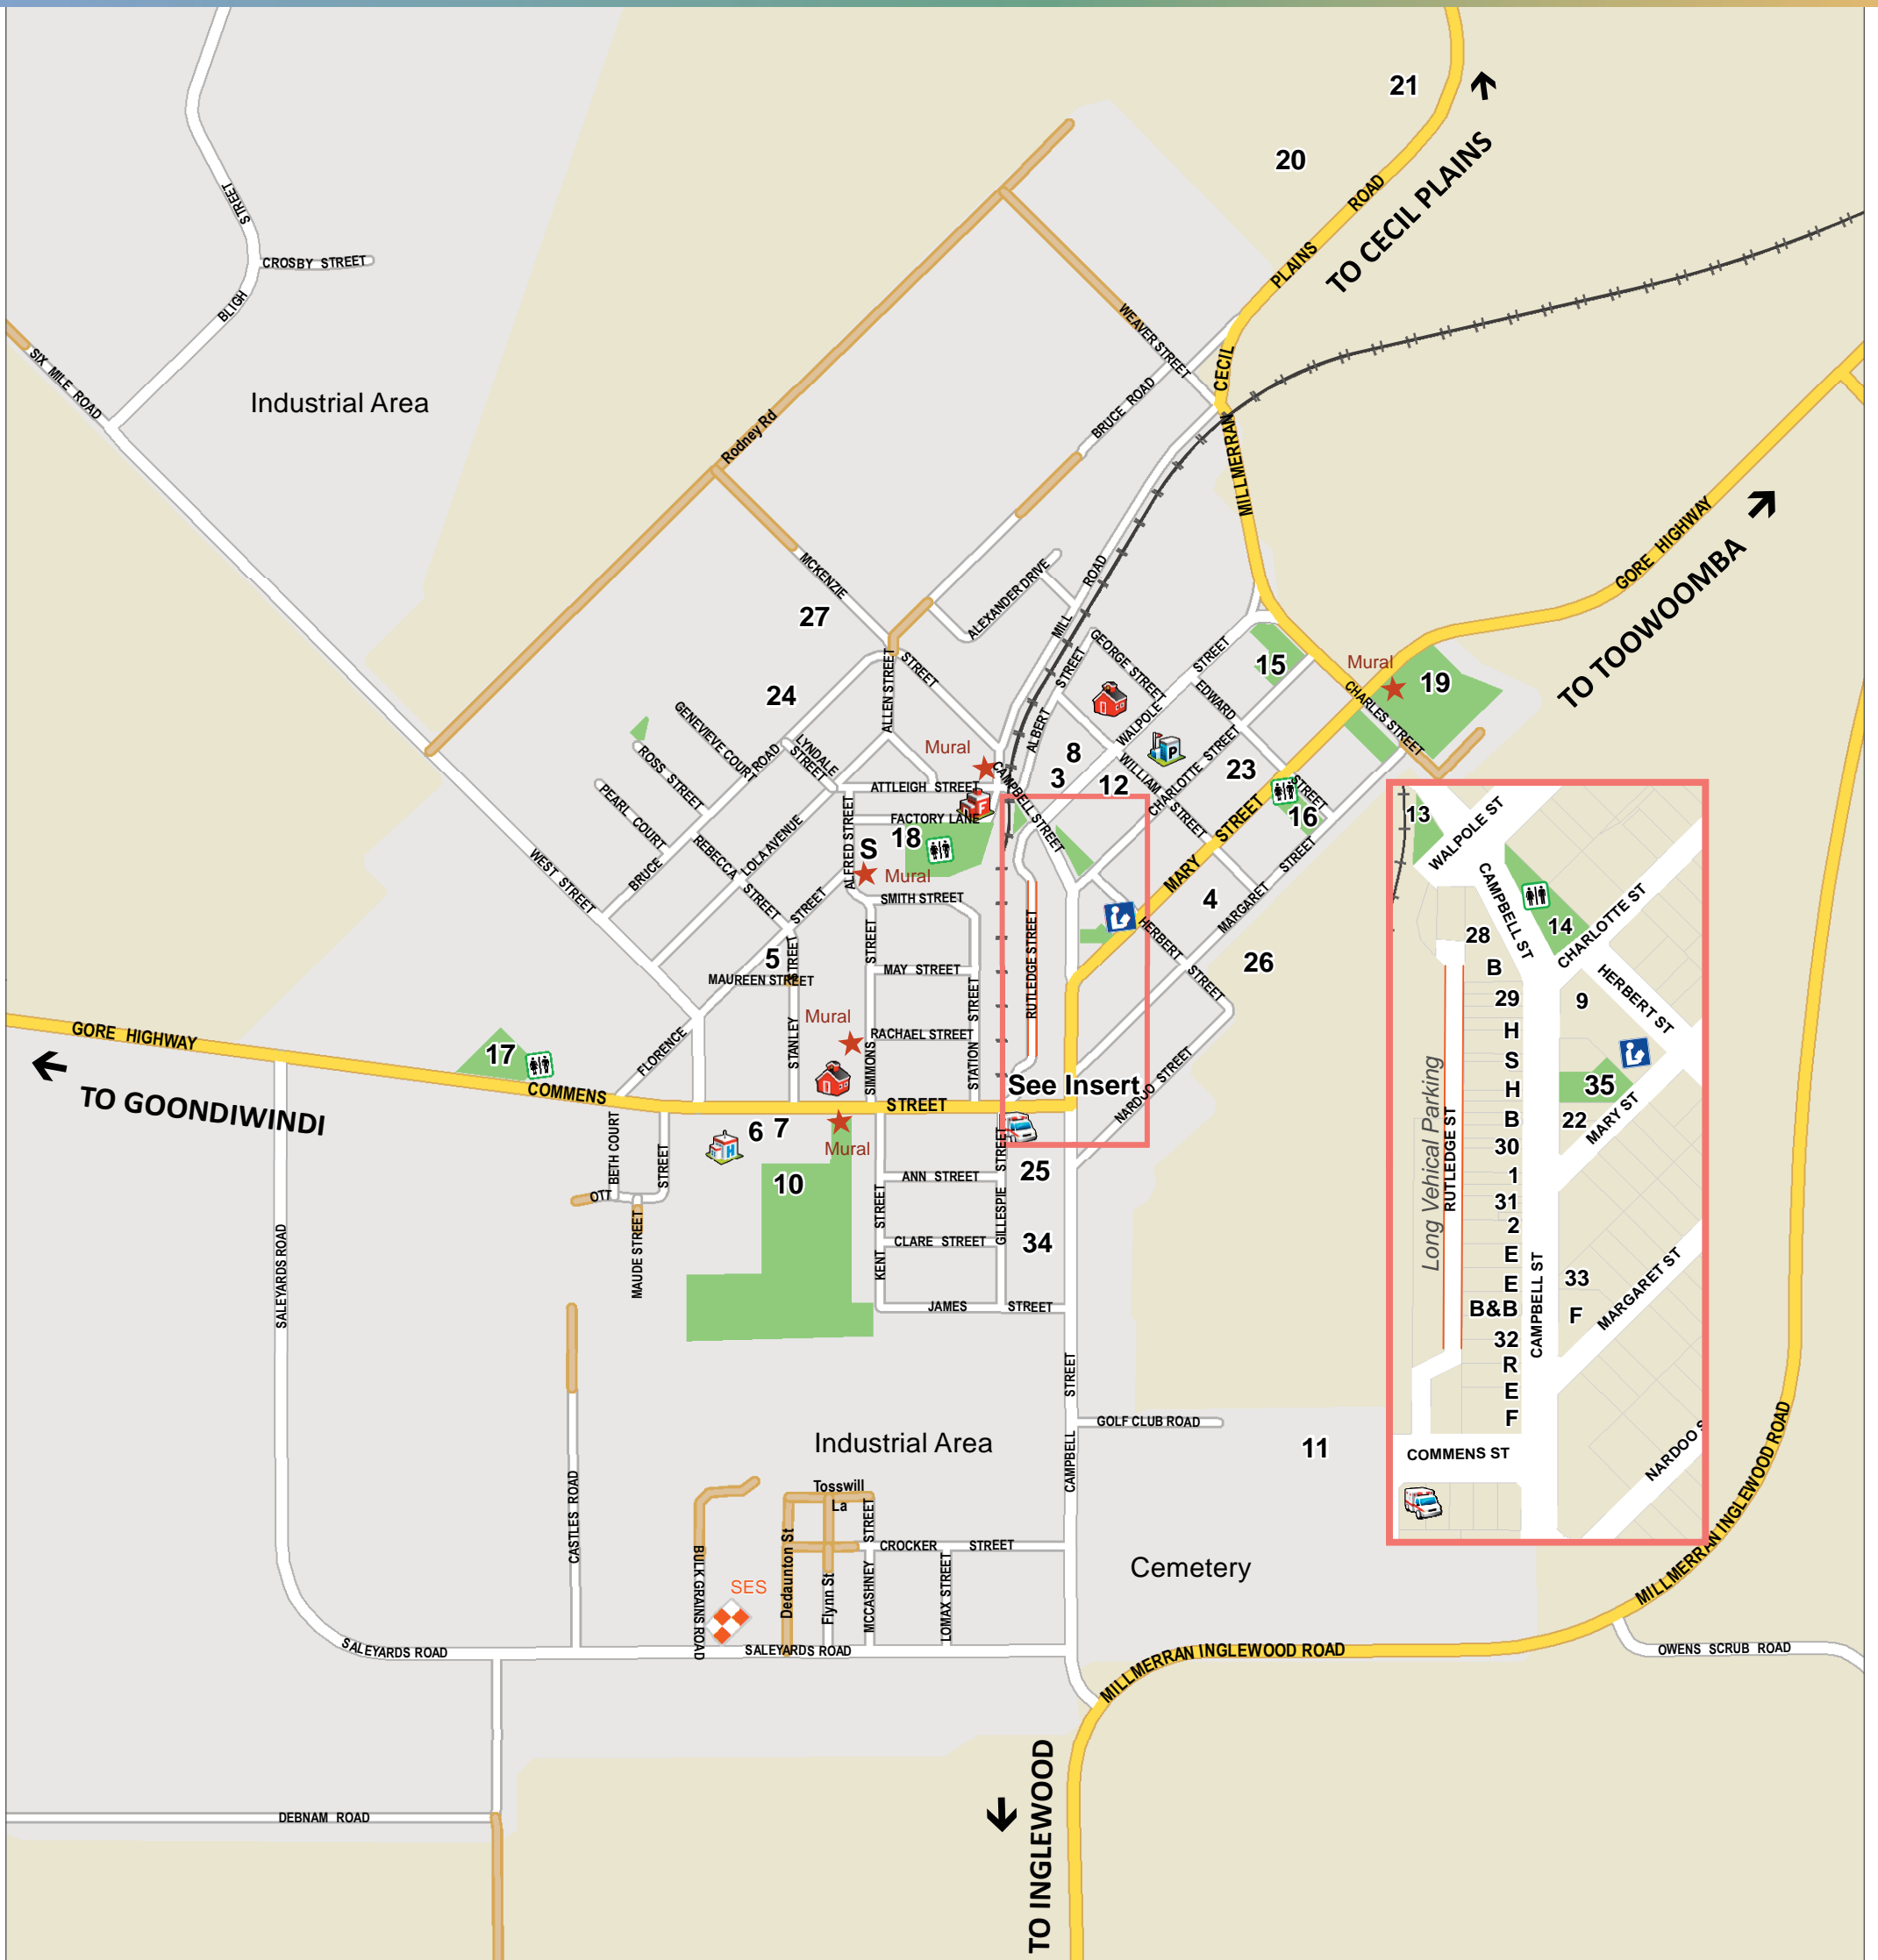 21
20
ROAD
PLAINS
TO CECIL PLAINS
STREET
CROSBY STREET
BLIGH
SIX MILE ROAD
Industrial Area
WEAVER STREET
CECIL
BRUCE ROAD
MILLMERRAN
Rodney Rd
GORE HIGHWAY
TO TOOWOOMBA
MCKENZIE
STREET
27
ALEXANDER DRIVE
MILL ROAD
GEORGE STREET
ALBERT STREET
WALPOLE STREET
15
EDWARD
STREET
Mural
19
CHARLES STREET
24
ALLEN STREET
GENEVIEVE COURT
LYNDALE STREET
BRUCE ROAD
ROSS STREET
PEARL COURT
Mural
8
3
12
WILLIAM STREET
CHARLOTTE STREET
23
16
ATTLEIGH STREET
CAMPBELL STREET
FACTORY LANE
F
P
18
S
Mural
ALFRED STREET
LOLA AVENUE
REBECCA STREET
WEST STREET
SMITH STREET
MARY STREET
4
MARGARET STREET
HERBERT STREET
26
5
MAUREEN STREET
STANLEY STREET
SIMMONS STREET
MAY STREET
STATION STREET
RUTLEDGE STREET
Mural
RACHAEL STREET
FLORENCE STREET
GORE HIGHWAY
17
TO GOONDIWINDI
COMMENS STREET
See Insert
NARDJO STREET
6 7
H
Mural
10
BETH COURT
OTT STREET
MAUDE STREET
ANN STREET
25
GILLESPIE STREET
KENT STREET
CLARE STREET
34
JAMES STREET
SALEYARDS ROAD
CASTLES ROAD
CAMPBELL STREET
GOLF CLUB ROAD
11
Industrial Area
Tosswill
La
CROCKER STREET
Cemetery
BULK GRAINS ROAD
SES
Dedaunton St
Flynn St
MCCASHNEY STREET
LOMAX STREET
SALEYARDS ROAD
SALEYARDS ROAD
MILLMERRAN INGLEWOOD ROAD
MILLMERRAN INGLEWOOD ROAD
OWENS SCRUB ROAD
DEBNAM ROAD
TO INGLEWOOD
13
WALPOLE ST
CAMPBELL ST
14
CHARLOTTE ST
28
B
HERBERT ST
29
9
H
S
H
35
B
22
MARY ST
30
1
31
2
E
E
33
B&B
F
32
R
E
F
Long Vehical Parking
RUTLEDGE ST
CAMPBELL ST
MARGARET ST
COMMENS ST
NARDOO S